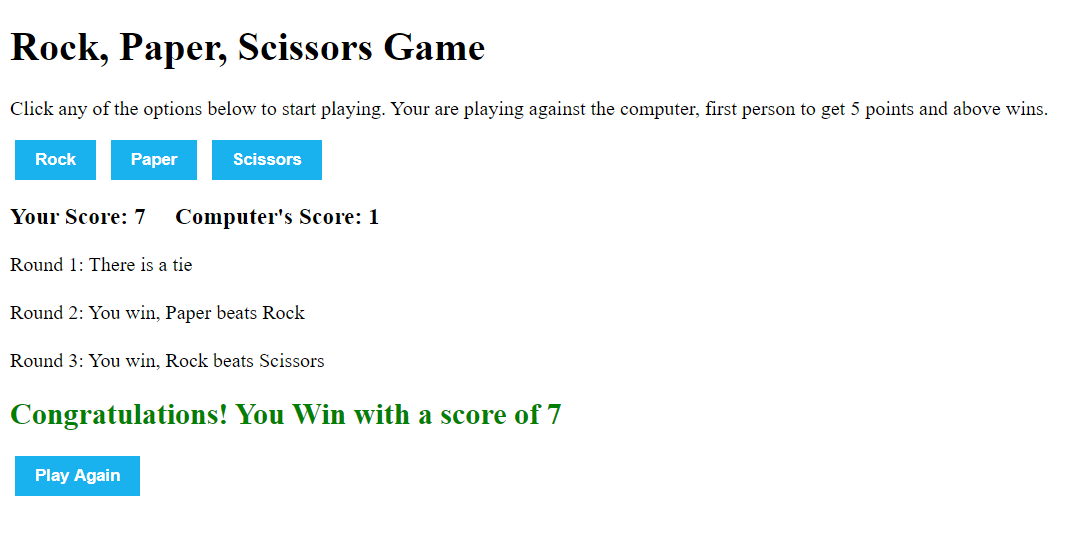 Rock, Paper, Scissors Game
Click any of the options below to start playing. Your are playing against the computer, first person to get 5 points and above wins.
Rock Paper Scissors
Your Score: 7 Computer's Score: 1
Round 1: There is a tie
Round 2: You win, Paper beats Rock
Round 3: You win, Rock beats Scissors
Congratulations! You Win with a score of 7
Play Again